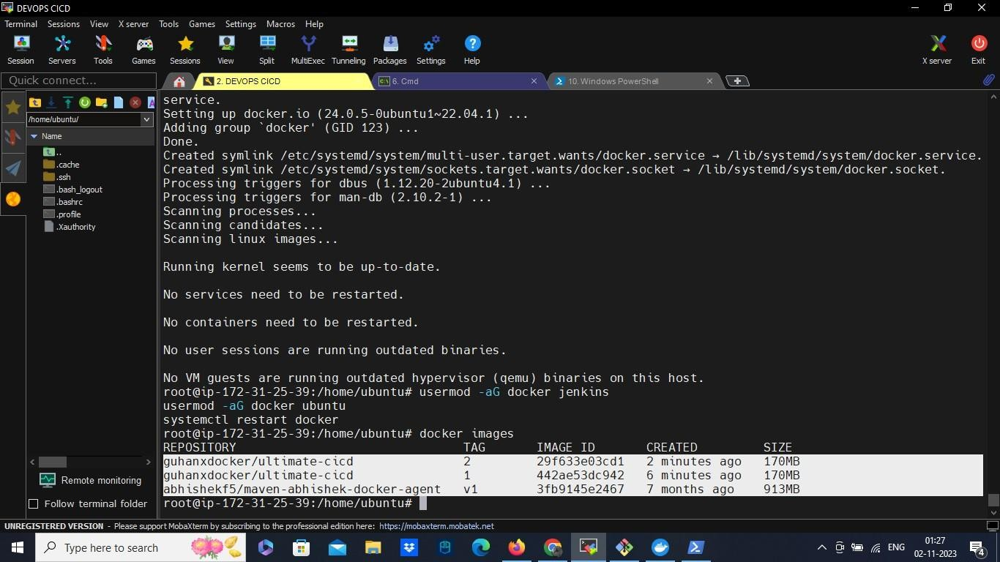 DEVOPS CICD
Terminal Sessions View X server Tools Games Settings Macros Help
Session Servers Tools Games Sessions View Split MultiExec Tunneling Packages Settings Help X server Exit
Quick connect... 2. DEVOPS CICD 6. Cmd 10. Windows PowerShell
/home/ubuntu/
Name
..
.cache
.ssh
.bash_logout
.bashrc
.profile
.Xauthority
Remote monitoring
Follow terminal folder
service.
Setting up docker.io (24.0.5-0ubuntu1~22.04.1) ...
Adding group `docker' (GID 123) ...
Done.
Created symlink /etc/systemd/system/multi-user.target.wants/docker.service → /lib/systemd/system/docker.service.
Created symlink /etc/systemd/system/sockets.target.wants/docker.socket → /lib/systemd/system/docker.socket.
Processing triggers for dbus (1.12.20-2ubuntu4.1) ...
Processing triggers for man-db (2.10.2-1) ...
Scanning processes...
Scanning candidates...
Scanning linux images...
Running kernel seems to be up-to-date.
No services need to be restarted.
No containers need to be restarted.
No user sessions are running outdated binaries.
No VM guests are running outdated hypervisor (qemu) binaries on this host.
root@ip-172-31-25-39:/home/ubuntu# usermod -aG docker jenkins
usermod -aG docker ubuntu
systemctl restart docker
root@ip-172-31-25-39:/home/ubuntu# docker images
REPOSITORY TAG IMAGE ID CREATED SIZE
guhanxdocker/ultimate-cicd 2 29f633e03cd1 2 minutes ago 170MB
guhanxdocker/ultimate-cicd 1 442ae53dc942 6 minutes ago 170MB
abhishekf5/maven-abhishek-docker-agent v1 3fb9145e2467 7 months ago 913MB
root@ip-172-31-25-39:/home/ubuntu#
UNREGISTERED VERSION - Please support MobaXterm by subscribing to the professional edition here: https://mobaxterm.mobatek.net
Type here to search
ENG
01:27
02-11-2023
4